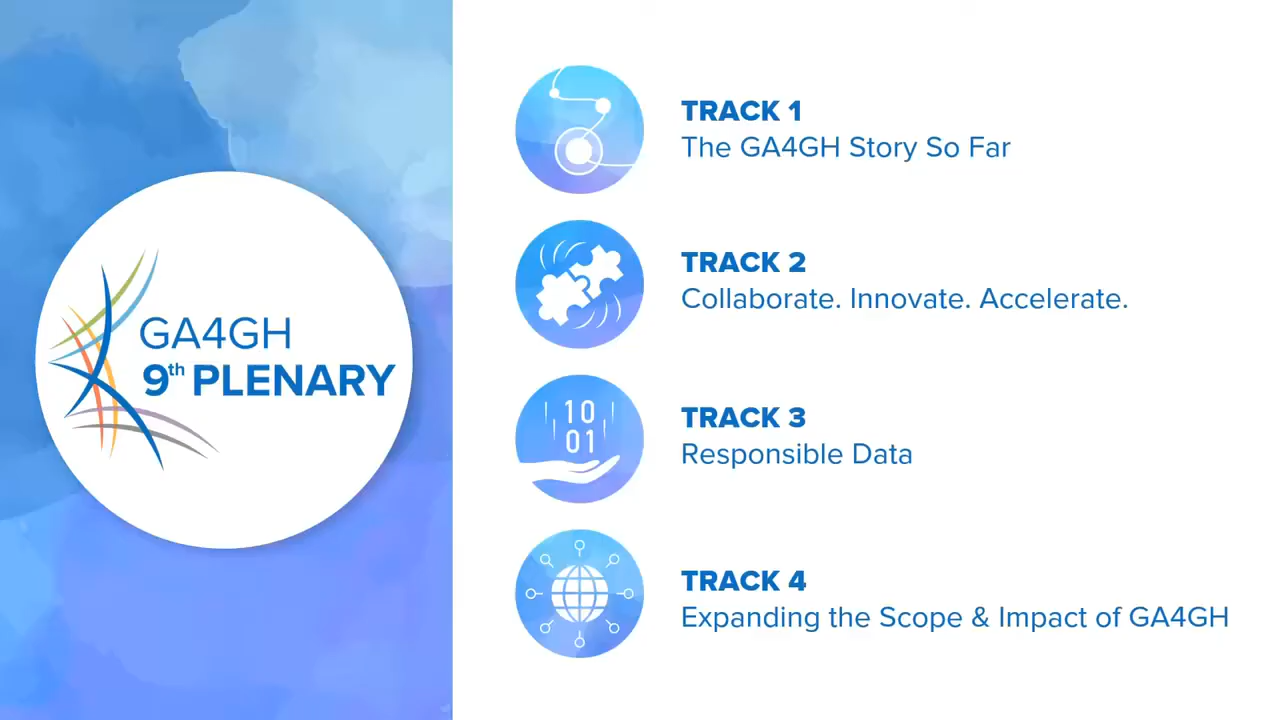 GA4GH
9th PLENARY
TRACK 1
The GA4GH Story So Far
TRACK 2
Collaborate. Innovate. Accelerate.
10
01
TRACK 3
Responsible Data
TRACK 4
Expanding the Scope & Impact of GA4GH